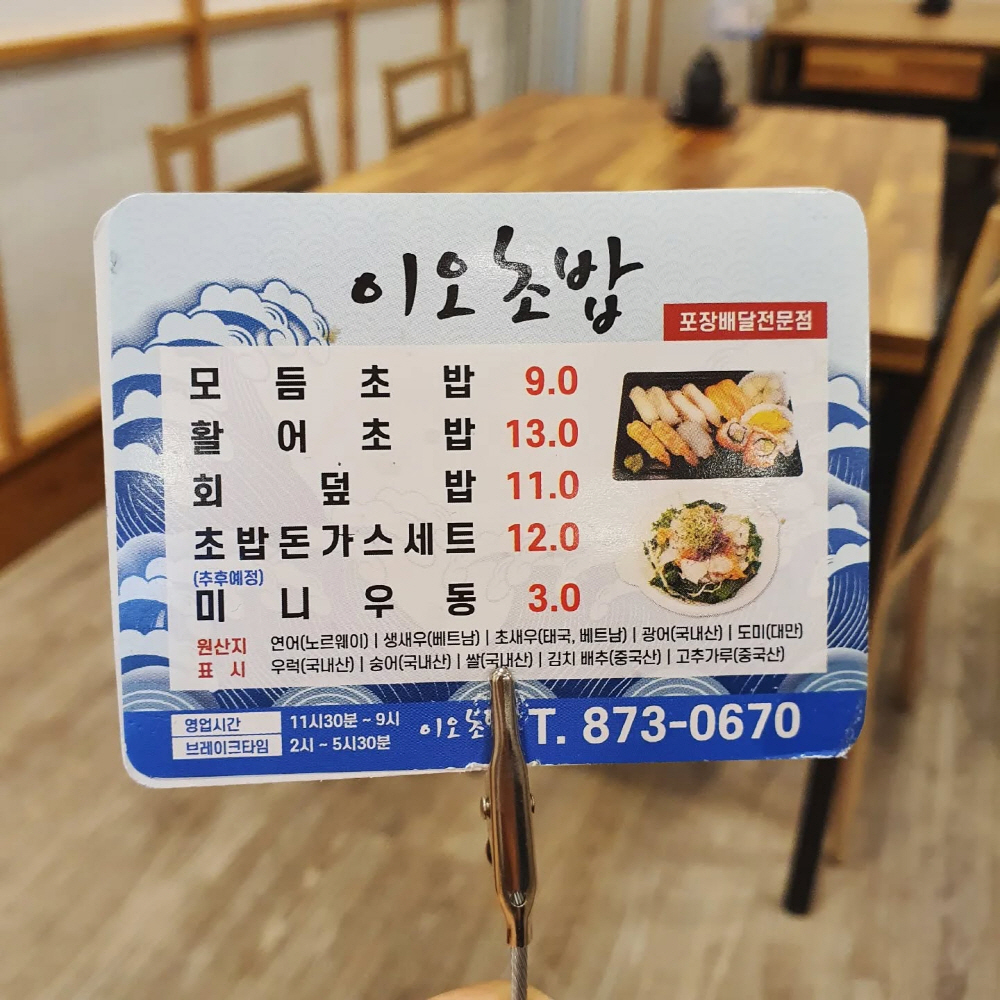 이오초밥
포장배달전문점
모듬초밥 9.0
활어초밥 13.0
회덮밥 11.0
초밥돈가스세트 12.0
(추후예정)
미니우동 3.0
원산지 표시
연어(노르웨이) | 생새우(베트남) | 초새우(태국, 베트남) | 광어(국내산) | 도미(대만)
우럭(국내산) | 숭어(국내산) | 쌀(국내산) | 김치 배추(중국산) | 고추가루(중국산)
영업시간 11시30분 ~ 9시
브레이크타임 2시 ~ 5시30분
이오초 T. 873-0670